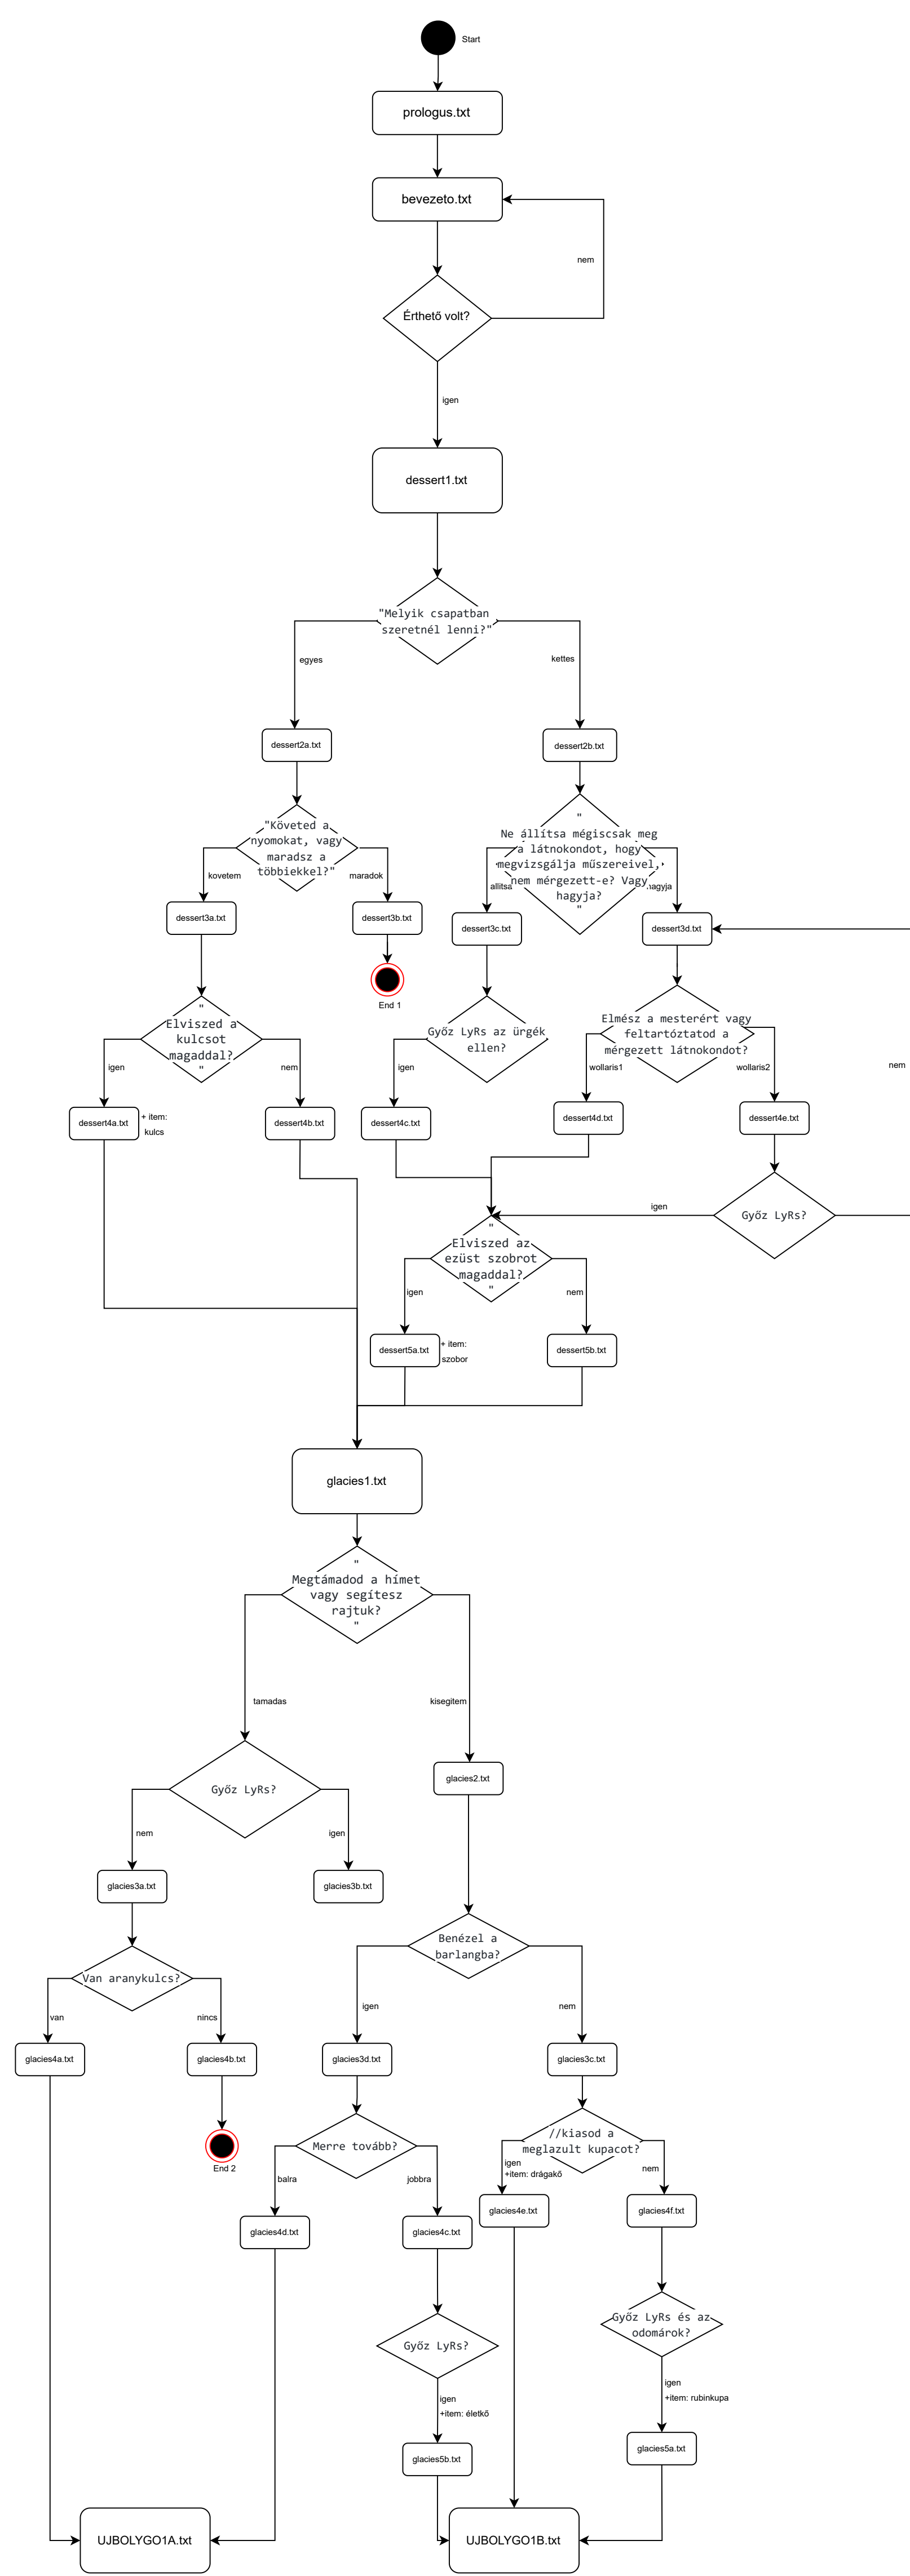 Start
prologus.txt
bevezeto.txt
nem
Érthető volt?
igen
dessert1.txt
"Melyik csapatban
szeretnél lenni?"
egyes
kettes
dessert2a.txt
dessert2b.txt
"Követed a
nyomokat, vagy
maradsz a
többiekkel?"
kovetem
maradok
"
Ne állítsa mégiscsak meg
a látnokondot, hogy
megvizsgálja műszereivel,
nem mérgezett-e? Vagy
hagyja?
"
allitsa
hagyja
dessert3a.txt
dessert3b.txt
dessert3c.txt
dessert3d.txt
End 1
"
Elviszed a
kulcsot
magaddal?
"
igen
nem
Győz LyRs az ürgék
ellen?
igen
Elmész a mesterért vagy
feltartóztatod a
mérgezett látnokondot?
wollaris1
wollaris2
nem
dessert4a.txt
+ item:
kulcs
dessert4b.txt
dessert4c.txt
dessert4d.txt
dessert4e.txt
Győz LyRs?
igen
"
Elviszed az
ezüst szobrot
magaddal?
"
igen
nem
dessert5a.txt
+ item:
szobor
dessert5b.txt
glacies1.txt
"
Megtámadod a hímet
vagy segítesz
rajtuk?
"
tamadas
kisegitem
Győz LyRs?
glacies2.txt
nem
igen
glacies3a.txt
glacies3b.txt
Benézel a
barlangba?
Van aranykulcs?
van
nincs
igen
nem
glacies4a.txt
glacies4b.txt
glacies3d.txt
glacies3c.txt
End 2
Merre tovább?
balra
jobbra
//kiasod a
meglazult kupacot?
igen
+item: drágakő
nem
glacies4d.txt
glacies4c.txt
glacies4e.txt
glacies4f.txt
Győz LyRs?
Győz LyRs és az
odomárok?
igen
+item: életkő
igen
+item: rubinkupa
glacies5b.txt
glacies5a.txt
UJBOLYGO1A.txt
UJBOLYGO1B.txt